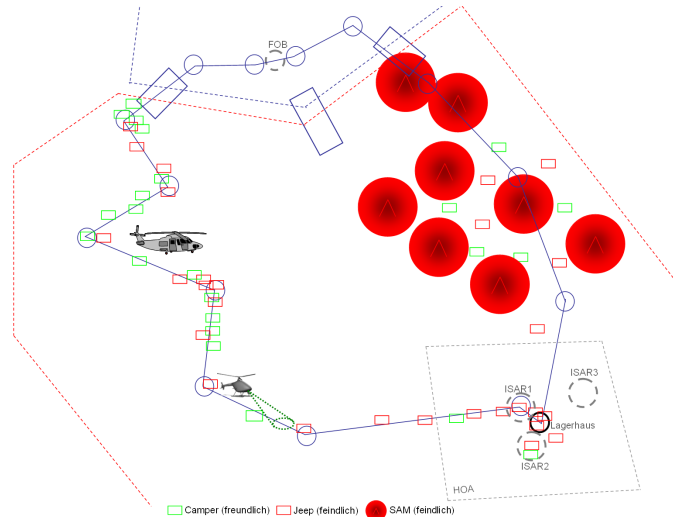 FOB
ISAR3
ISAR1
Lagerhaus
ISAR2
HOA
Camper (freundlich) Jeep (feindlich) SAM (feindlich)